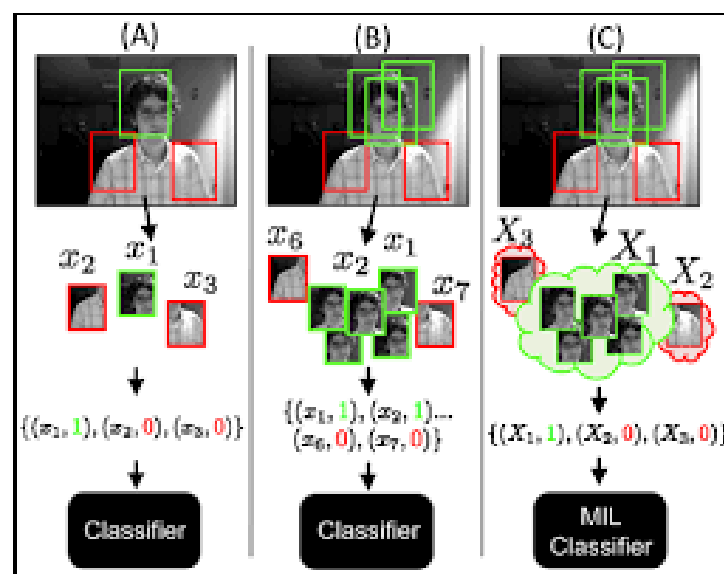 (A)
(B)
(C)
x₂ x₁ x₃
x₆ x₂ x₁ x₇
X₃ X₁ X₂
{(x₁, 1), (x₂, 0), (x₃, 0)}
{(x₁, 1), (x₂, 1)...
(x₆, 0), (x₇, 0)}
{(X₁, 1), (X₂, 0), (X₃, 0)}
Classifier
Classifier
MIL
Classifier